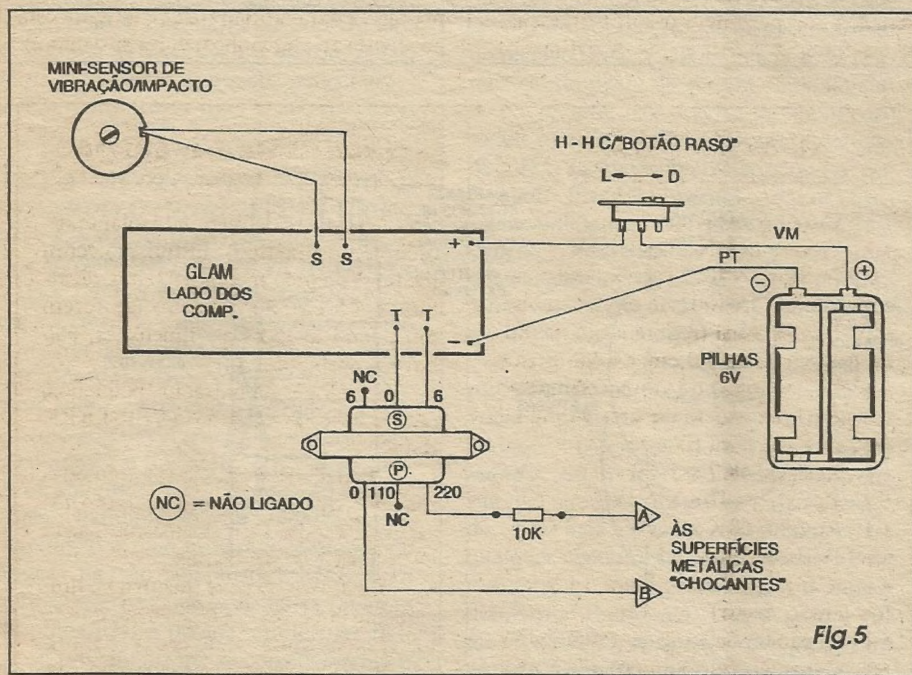 MINI-SENSOR DE
VIBRAÇÃO/IMPACTO
H - H C/"BOTÃO RASO"
L D
S S
+
GLAM
LADO DOS
COMP.
T T
−
VM
PT
− +
PILHAS
6V
NC
6 0 6
S
P
0 110 220
NC
NC = NÃO LIGADO
10K
A
B
ÀS
SUPERFÍCIES
METÁLICAS
"CHOCANTES"
Fig.5